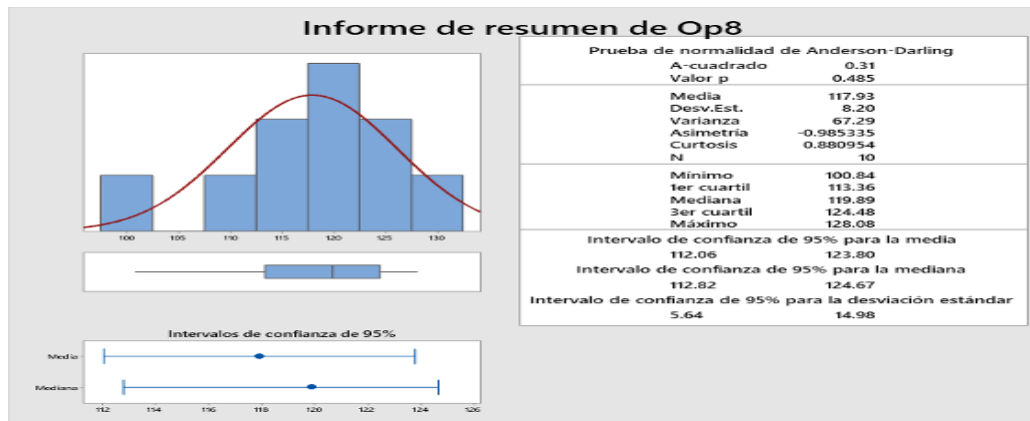 Informe de resumen de Op8
Prueba de normalidad de Anderson-Darling
A-cuadrado 0.31
Valor p 0.485
Media 117.93
Desv.Est. 8.20
Varianza 67.29
Asimetría -0.985335
Curtosis 0.880954
N 10
Mínimo 100.84
1er cuartil 113.36
Mediana 119.89
3er cuartil 124.48
Máximo 128.08
Intervalo de confianza de 95% para la media
112.06 123.80
Intervalo de confianza de 95% para la mediana
112.82 124.67
Intervalo de confianza de 95% para la desviación estándar
5.64 14.98
100 105 110 115 120 125 130
Intervalos de confianza de 95%
Media
Mediana
112 114 116 118 120 122 124 126